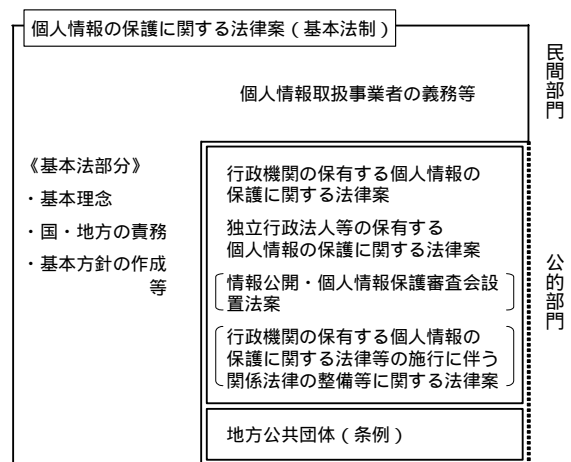 個人情報の保護に関する法律案（基本法制）
民間部門
個人情報取扱事業者の義務等
《基本法部分》
・基本理念
・国・地方の責務
・基本方針の作成
等
行政機関の保有する個人情報の
保護に関する法律案
独立行政法人等の保有する
個人情報の保護に関する法律案
情報公開・個人情報保護審査会設
置法案
行政機関の保有する個人情報の
保護に関する法律等の施行に伴う
関係法律の整備等に関する法律案
公的部門
地方公共団体（条例）